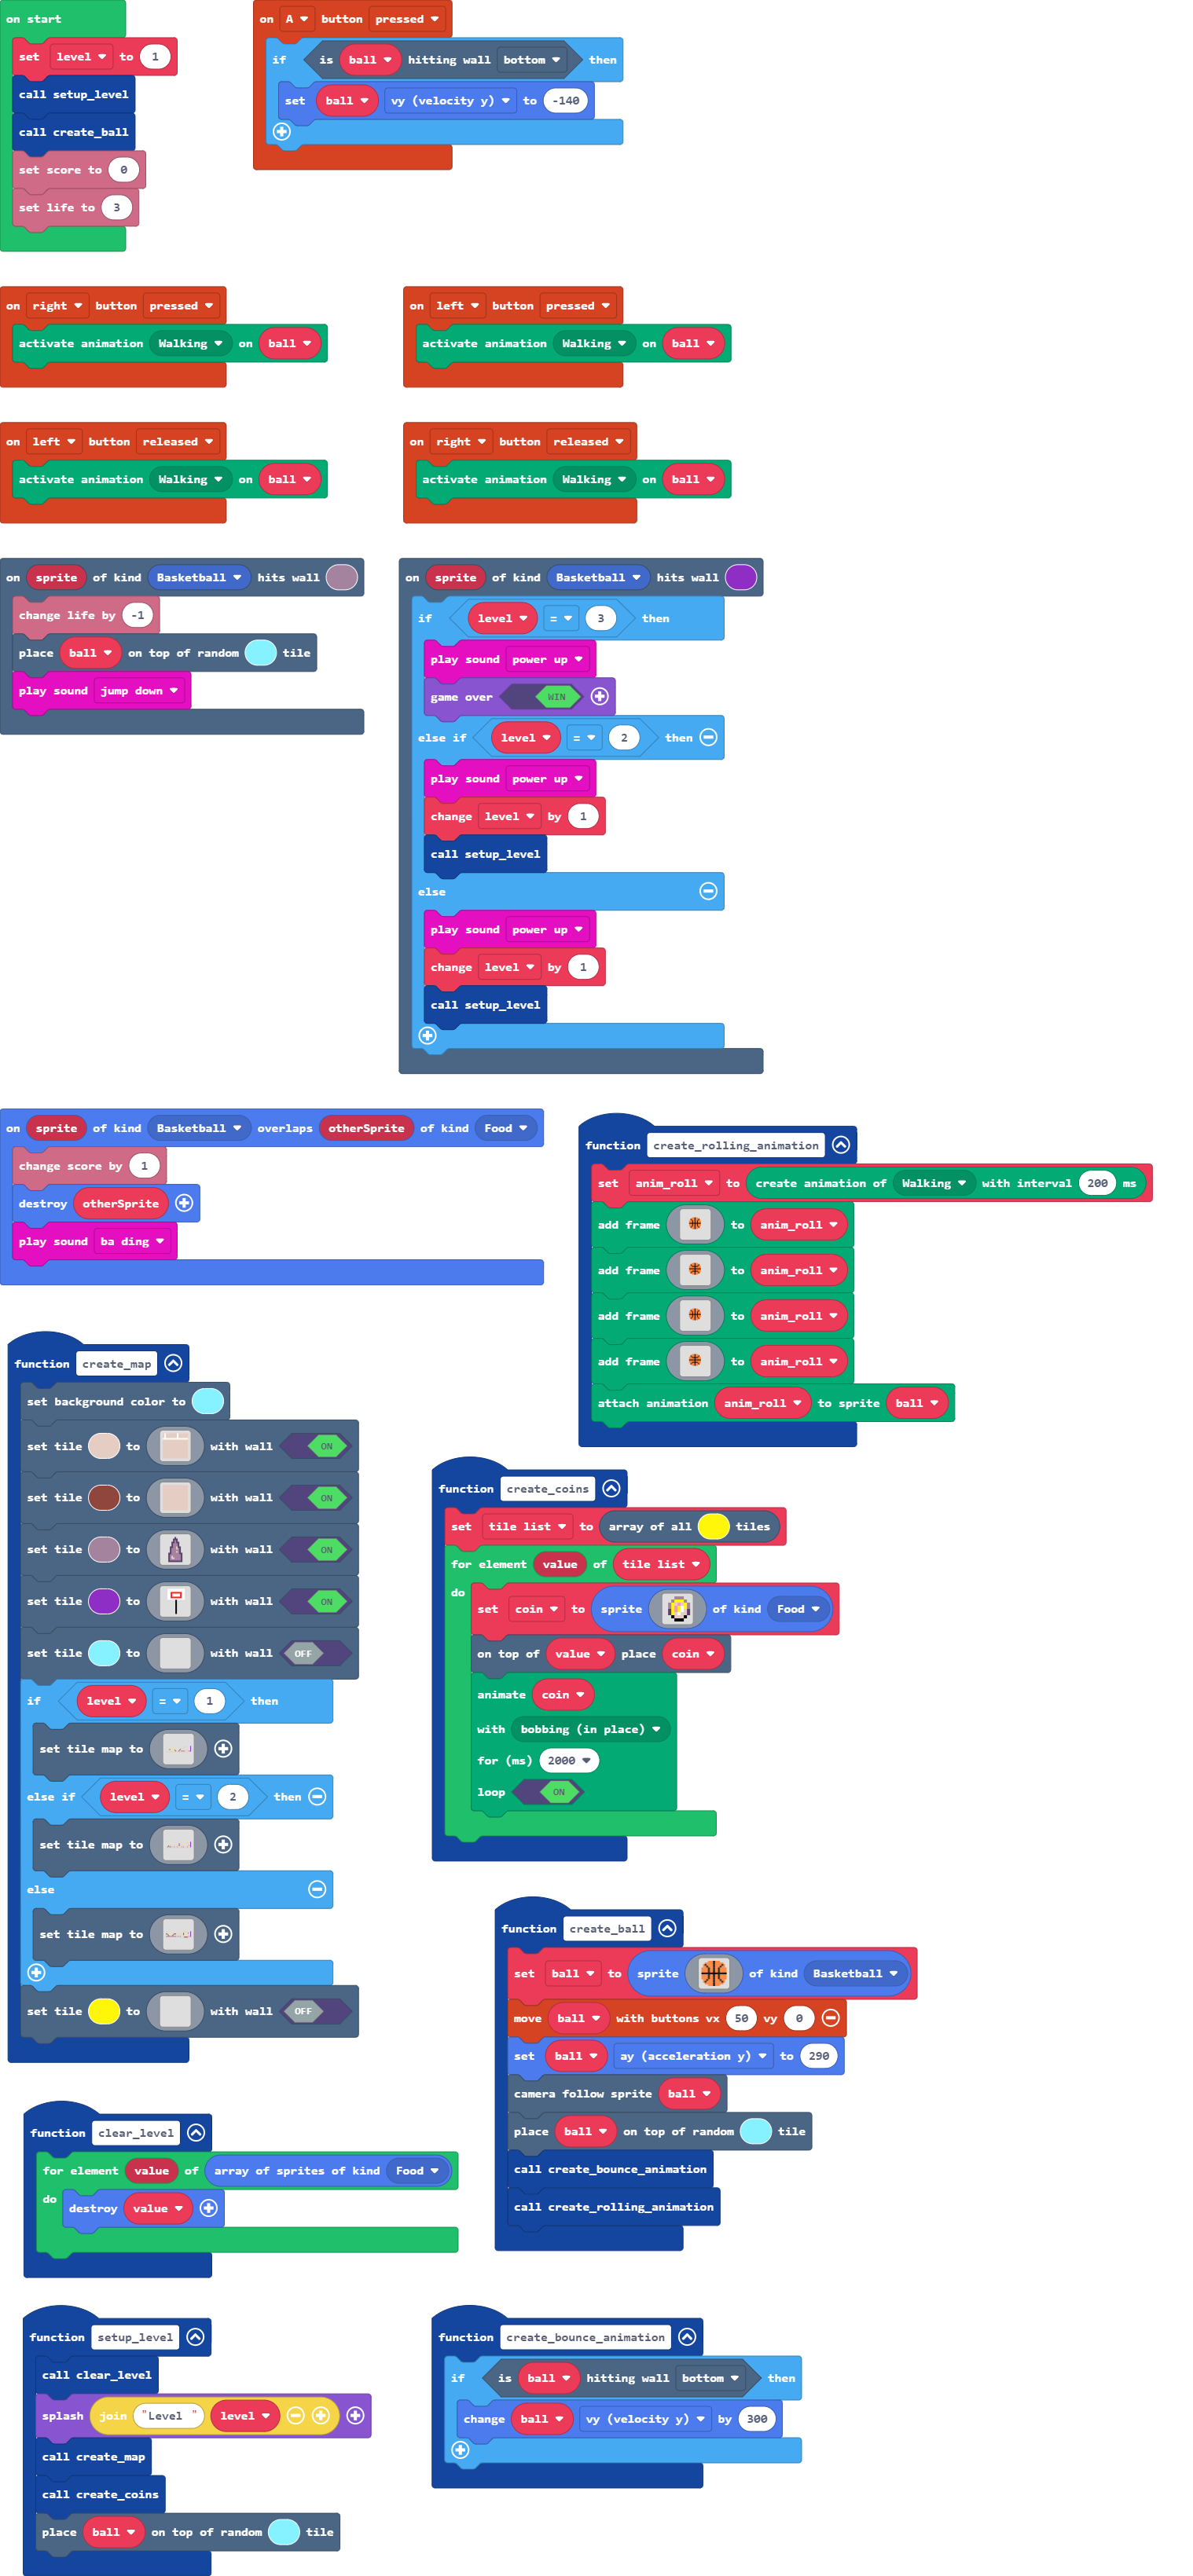 on start
set level to 1
call setup_level
call create_ball
set score to 0
set life to 3
on A button pressed
if is ball hitting wall bottom then
set ball vy (velocity y) to -140
on right button pressed
activate animation Walking on ball
on left button pressed
activate animation Walking on ball
on left button released
activate animation Walking on ball
on right button released
activate animation Walking on ball
on sprite of kind Basketball hits wall
change life by -1
place ball on top of random tile
play sound jump down
on sprite of kind Basketball hits wall
if level = 3 then
play sound power up
game over WIN
else if level = 2 then
play sound power up
change level by 1
call setup_level
else
play sound power up
change level by 1
call setup_level
on sprite of kind Basketball overlaps otherSprite of kind Food
change score by 1
destroy otherSprite
play sound ba ding
function create_rolling_animation
set anim_roll to create animation of Walking with interval 200 ms
add frame to anim_roll
add frame to anim_roll
add frame to anim_roll
add frame to anim_roll
attach animation anim_roll to sprite ball
function create_map
set background color to
set tile to with wall ON
set tile to with wall ON
set tile to with wall ON
set tile to with wall ON
set tile to with wall OFF
if level = 1 then
set tile map to
else if level = 2 then
set tile map to
else
set tile map to
set tile to with wall OFF
function create_coins
set tile list to array of all tiles
for element value of tile list
do
set coin to sprite of kind Food
on top of value place coin
animate coin
with bobbing (in place)
for (ms) 2000
loop ON
function create_ball
set ball to sprite of kind Basketball
move ball with buttons vx 50 vy 0
set ball ay (acceleration y) to 290
camera follow sprite ball
place ball on top of random tile
call create_bounce_animation
call create_rolling_animation
function clear_level
for element value of array of sprites of kind Food
do
destroy value
function setup_level
call clear_level
splash join "Level " level
call create_map
call create_coins
place ball on top of random tile
function create_bounce_animation
if is ball hitting wall bottom then
change ball vy (velocity y) by 300